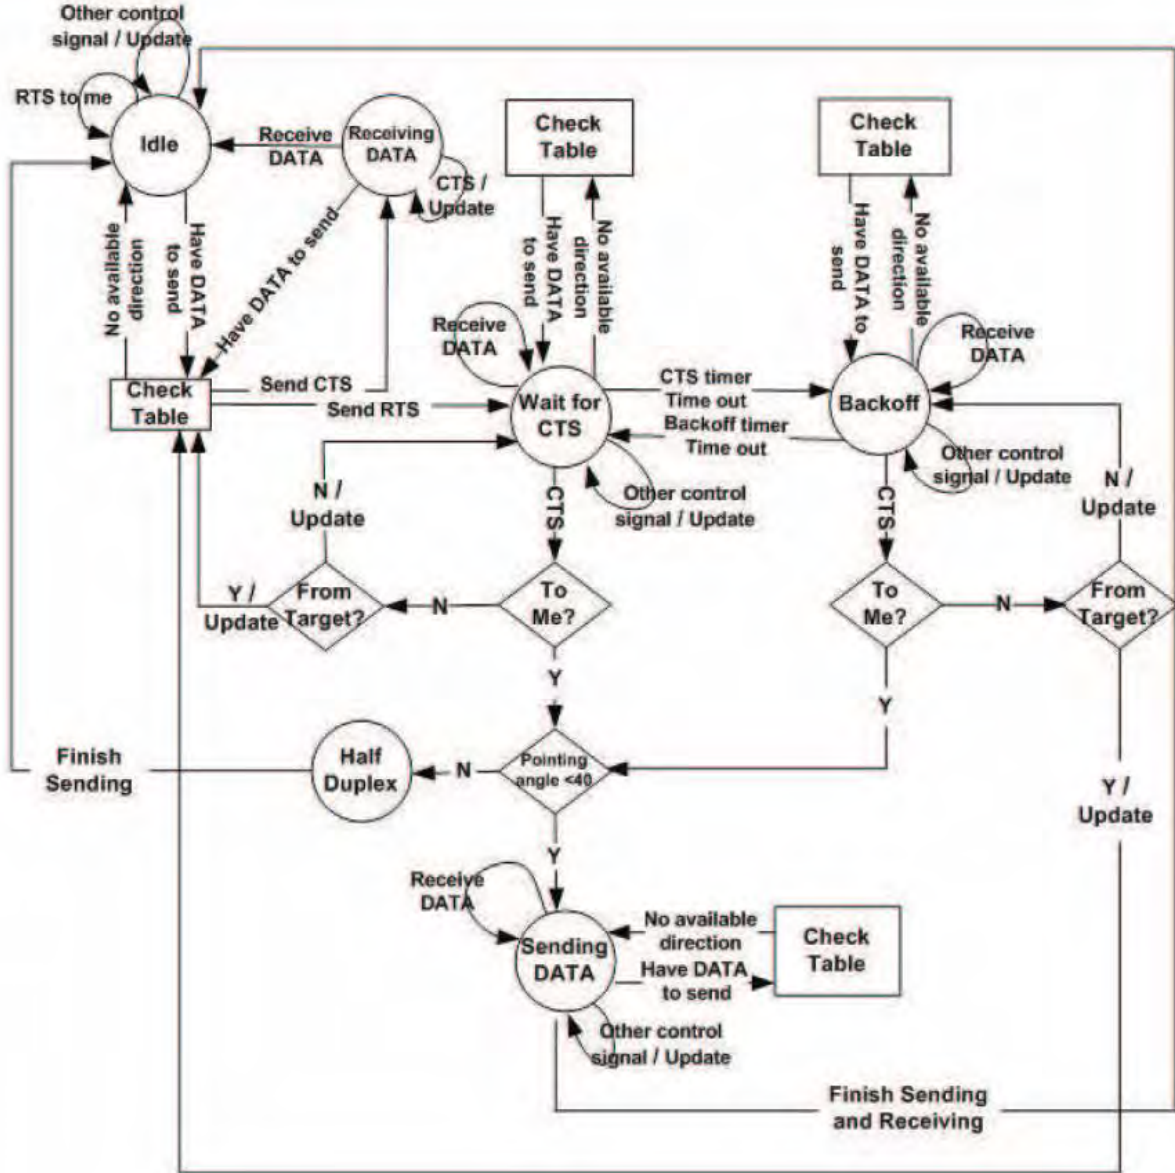 Other control
signal / Update
RTS to me
Idle
Receive
DATA
Receiving
DATA
CTS /
Update
Check
Table
Check
Table
No available
direction
Have DATA
to send
Have DATA to send
Have DATA
to send
No available
direction
Have DATA to
send
No available
direction
Receive
DATA
Receive
DATA
Check
Table
Send CTS
Send RTS
Wait for
CTS
CTS timer
Time out
Backoff timer
Time out
Backoff
Other control
signal / Update
Other control
signal / Update
N /
Update
CTS
CTS
N /
Update
Y /
Update
From
Target?
N
To
Me?
To
Me?
N
From
Target?
Y
Y
Finish
Sending
Half
Duplex
N
Pointing
angle <40
Y /
Update
Y
Receive
DATA
Sending
DATA
No available
direction
Have DATA
to send
Check
Table
Other control
signal / Update
Finish Sending
and Receiving